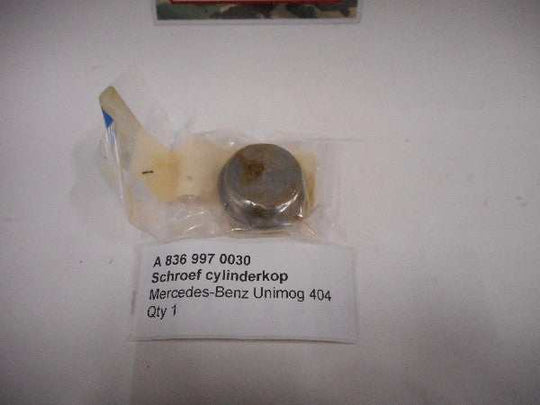 A 836 997 0030
Schroef cylinderkop
Mercedes-Benz Unimog 404
Qty 1